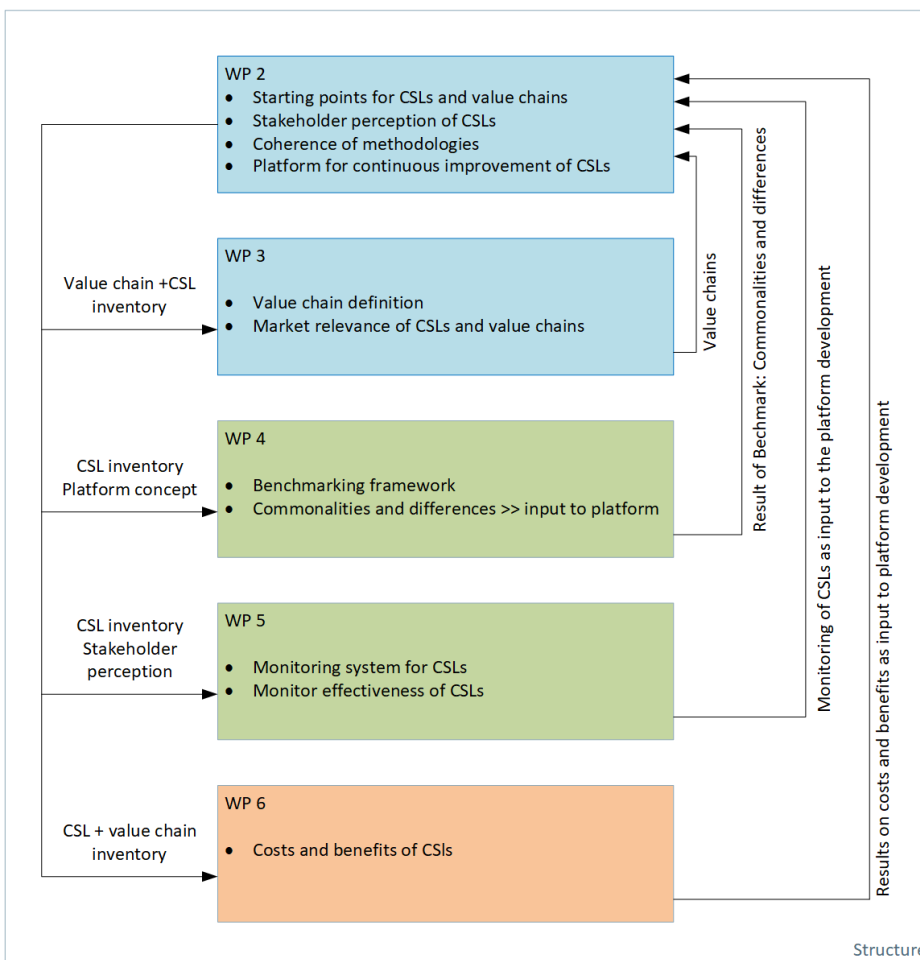 WP 2
● Starting points for CSLs and value chains
● Stakeholder perception of CSLs
● Coherence of methodologies
● Platform for continuous improvement of CSLs
Value chain +CSL
inventory
WP 3
● Value chain definition
● Market relevance of CSLs and value chains
CSL inventory
Platform concept
WP 4
● Benchmarking framework
● Commonalities and differences >> input to platform
CSL inventory
Stakeholder
perception
WP 5
● Monitoring system for CSLs
● Monitor effectiveness of CSLs
CSL + value chain
inventory
WP 6
● Costs and benefits of CSls
Value chains
Result of Bechmark: Commonalities and differences
Monitoring of CSLs as input to the platform development
Results on costs and benefits as input to platform development
Structure